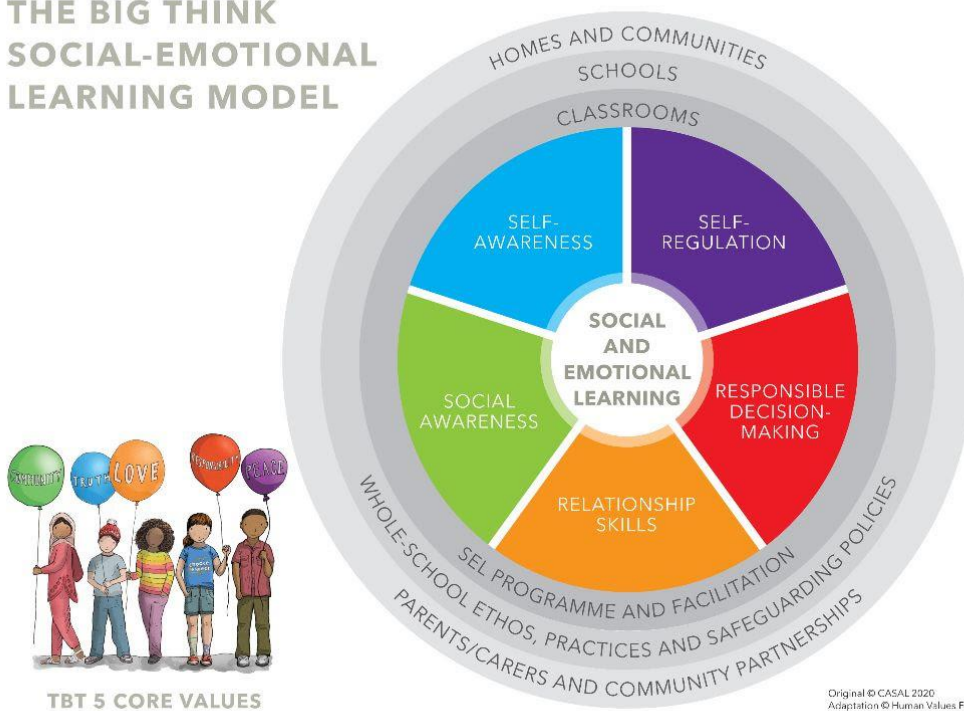 THE BIG THINK
SOCIAL-EMOTIONAL
LEARNING MODEL
HOMES AND COMMUNITIES
SCHOOLS
CLASSROOMS
SELF-
AWARENESS
SELF-
REGULATION
SOCIAL
AND
EMOTIONAL
LEARNING
SOCIAL
AWARENESS
RESPONSIBLE
DECISION-
MAKING
RELATIONSHIP
SKILLS
SEL PROGRAMME AND FACILITATION
WHOLE-SCHOOL ETHOS, PRACTICES AND SAFEGUARDING POLICIES
PARENTS/CARERS AND COMMUNITY PARTNERSHIPS
TRUTH
LOVE
RESPONSIBILITY
PEACE
TBT 5 CORE VALUES
Original © CASAL 2020
Adaptation © Human Values F